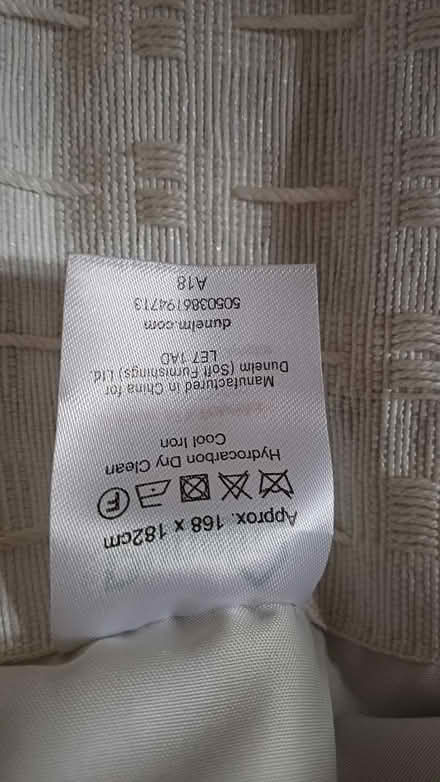 Approx. 168 x 182cm
F
Hydrocarbon Dry Clean
Cool Iron
Manufactured in China for
Dunelm (Soft Furnishings) Ltd.
LE7 1AD
dunelm.com
5050386194713
A18